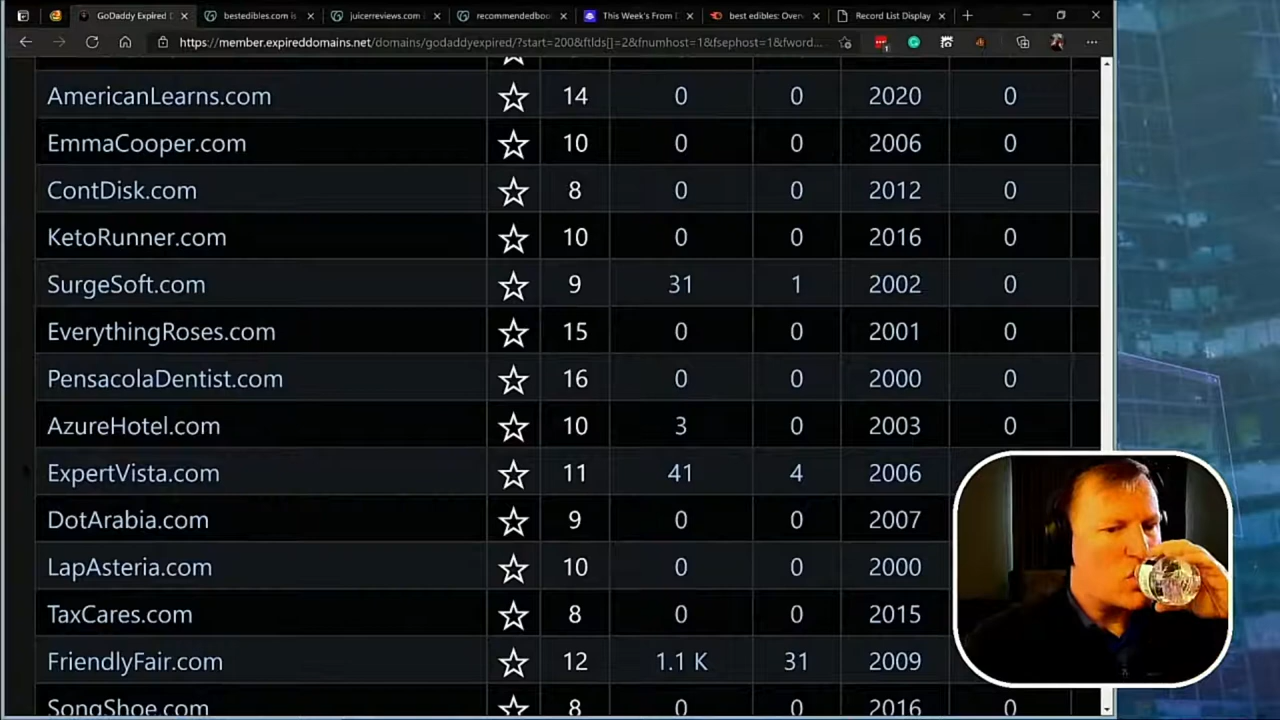 GoDaddy Expired D
bestedibles.com is
juicerreviews.com i
recommendedboo
This Week's From D
best edibles: Over
Record List Display
https://member.expireddomains.net/domains/godaddyexpired/?start=200&ftlds[]=2&fnumhost=1&fsephost=1&fword...
1
AmericanLearns.com 14 0 0 2020 0
EmmaCooper.com 10 0 0 2006 0
ContDisk.com 8 0 0 2012 0
KetoRunner.com 10 0 0 2016 0
SurgeSoft.com 9 31 1 2002 0
EverythingRoses.com 15 0 0 2001 0
PensacolaDentist.com 16 0 0 2000 0
AzureHotel.com 10 3 0 2003 0
ExpertVista.com 11 41 4 2006
DotArabia.com 9 0 0 2007
LapAsteria.com 10 0 0 2000
TaxCares.com 8 0 0 2015
FriendlyFair.com 12 1.1 K 31 2009
SongShoe.com 8 0 0 2016